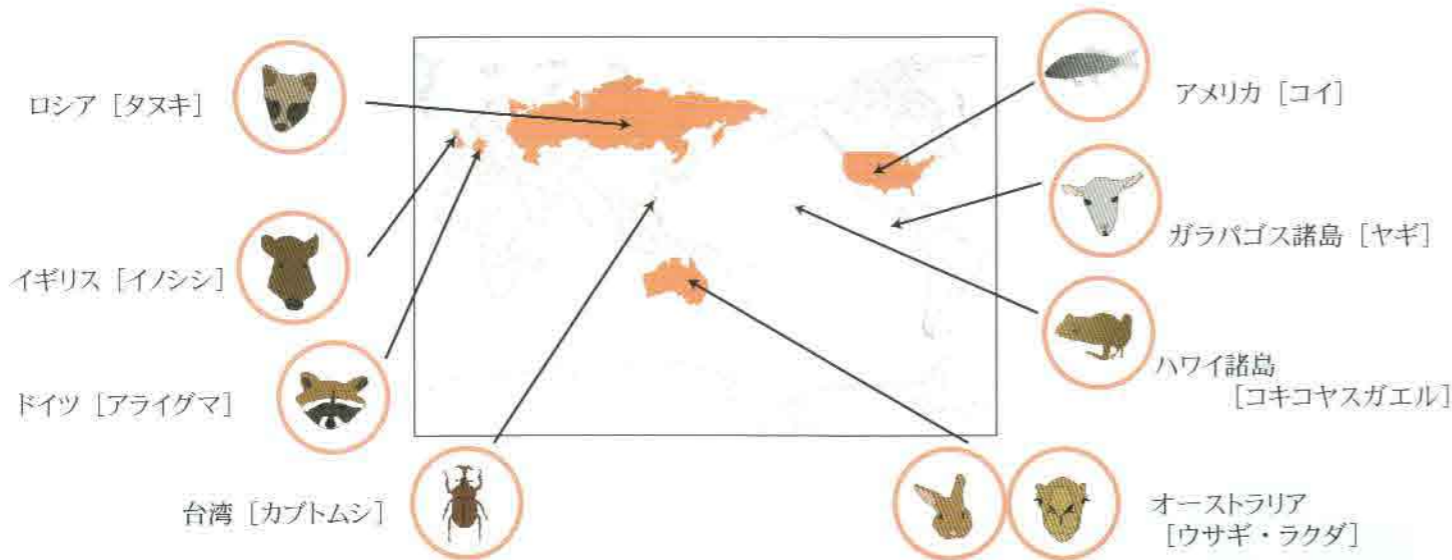 ロシア［タヌキ］
イギリス［イノシシ］
ドイツ［アライグマ］
台湾［カブトムシ］
アメリカ［コイ］
ガラパゴス諸島［ヤギ］
ハワイ諸島
［コキコヤスガエル］
オーストラリア
［ウサギ・ラクダ］